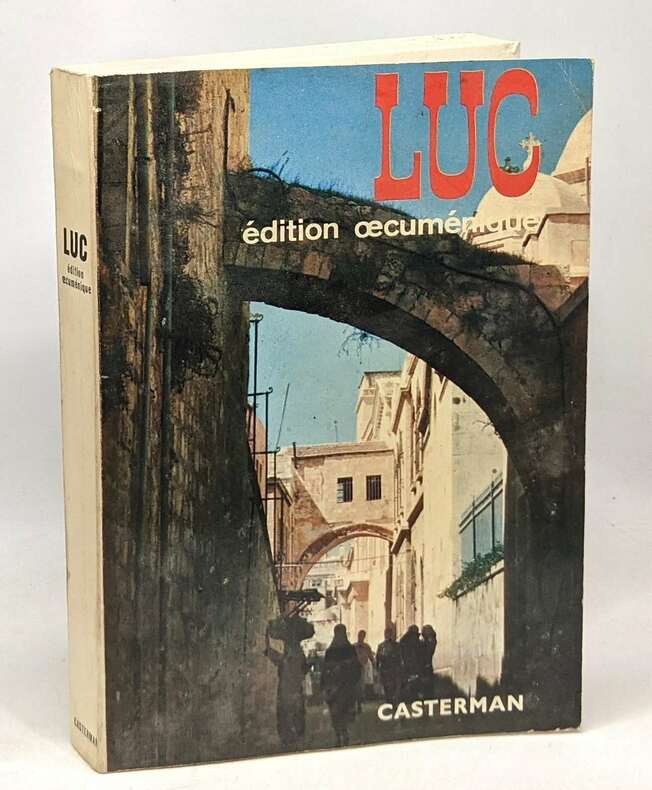 LUC
édition œcuménique
CASTERMAN
LUC
édition
œcuménique
CASTERMAN